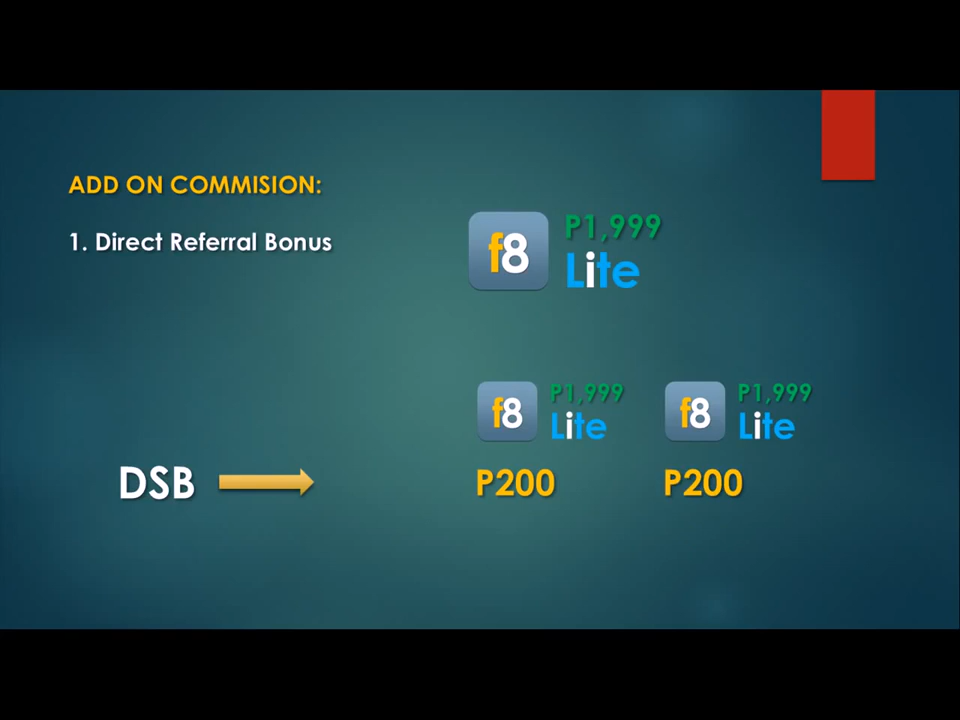 ADD ON COMMISION:
1. Direct Referral Bonus
f8 P1,999
Lite
f8 P1,999
Lite
f8 P1,999
Lite
DSB P200 P200